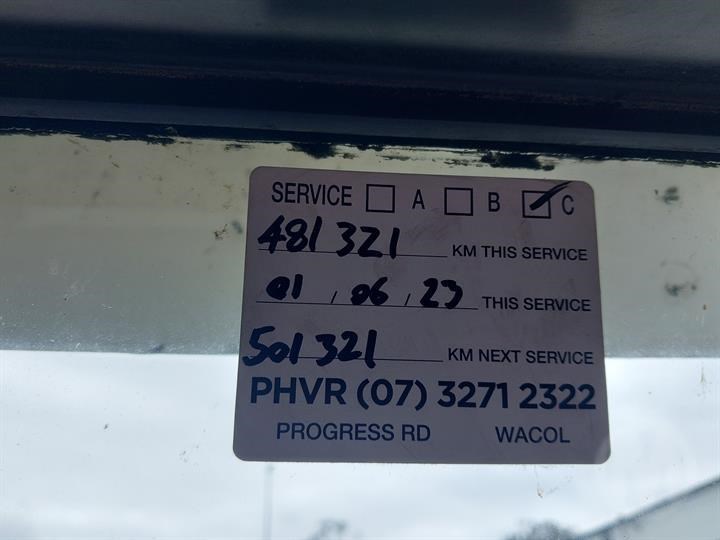 SERVICE A B C
481 321 KM THIS SERVICE
01, 06, 23 THIS SERVICE
501 321 KM NEXT SERVICE
PHVR (07) 3271 2322
PROGRESS RD WACOL